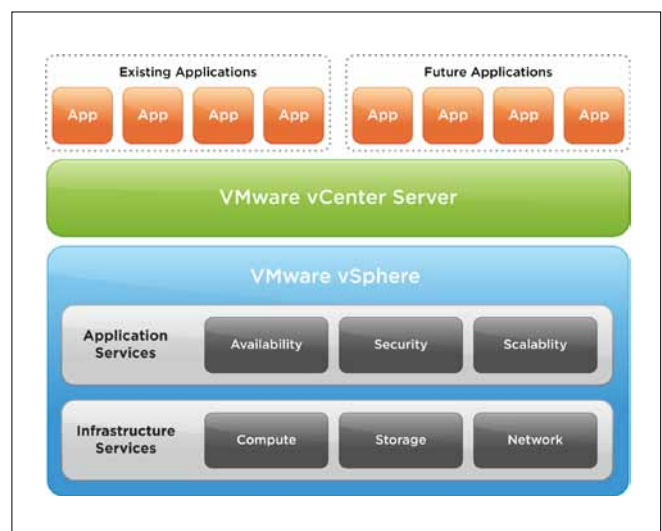 Existing Applications
Future Applications
App App App App
App App App App
VMware vCenter Server
VMware vSphere
Application
Services
Availability
Security
Scalablity
Infrastructure
Services
Compute
Storage
Network